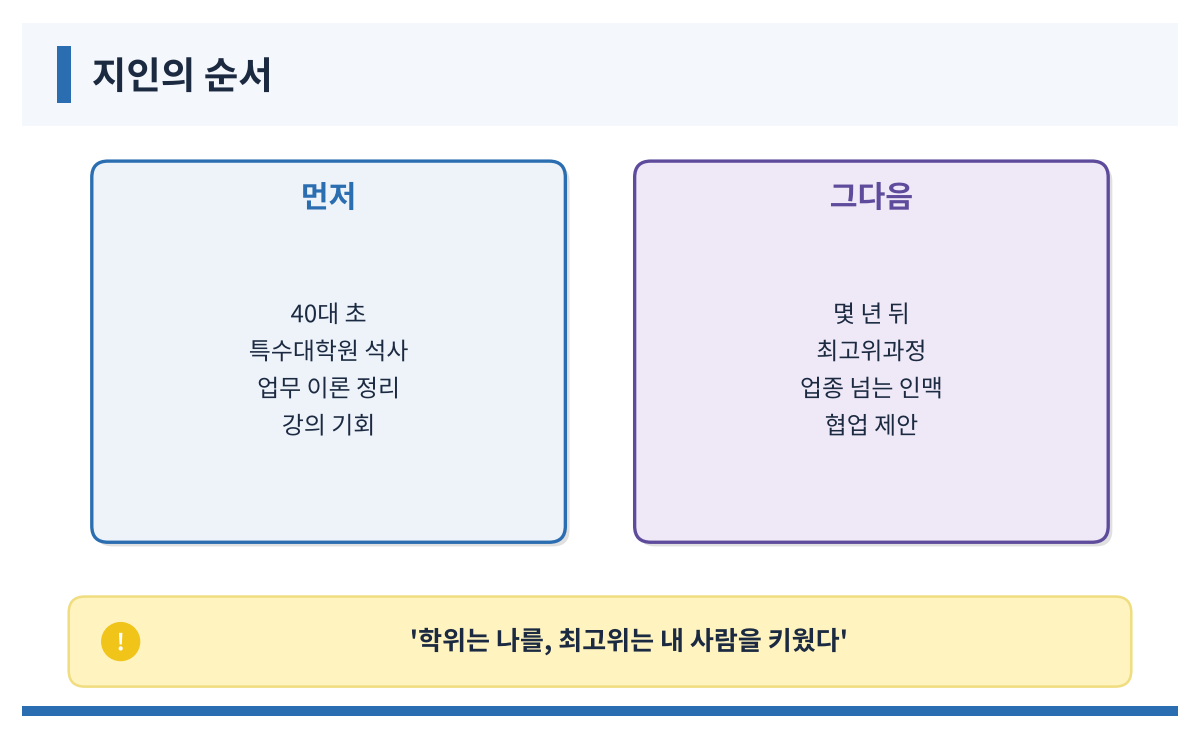 지인의 순서
먼저
40대 초
특수대학원 석사
업무 이론 정리
강의 기회
그다음
몇 년 뒤
최고위과정
업종 넘는 인맥
협업 제안
!
'학위는 나를, 최고위는 내 사람을 키웠다'